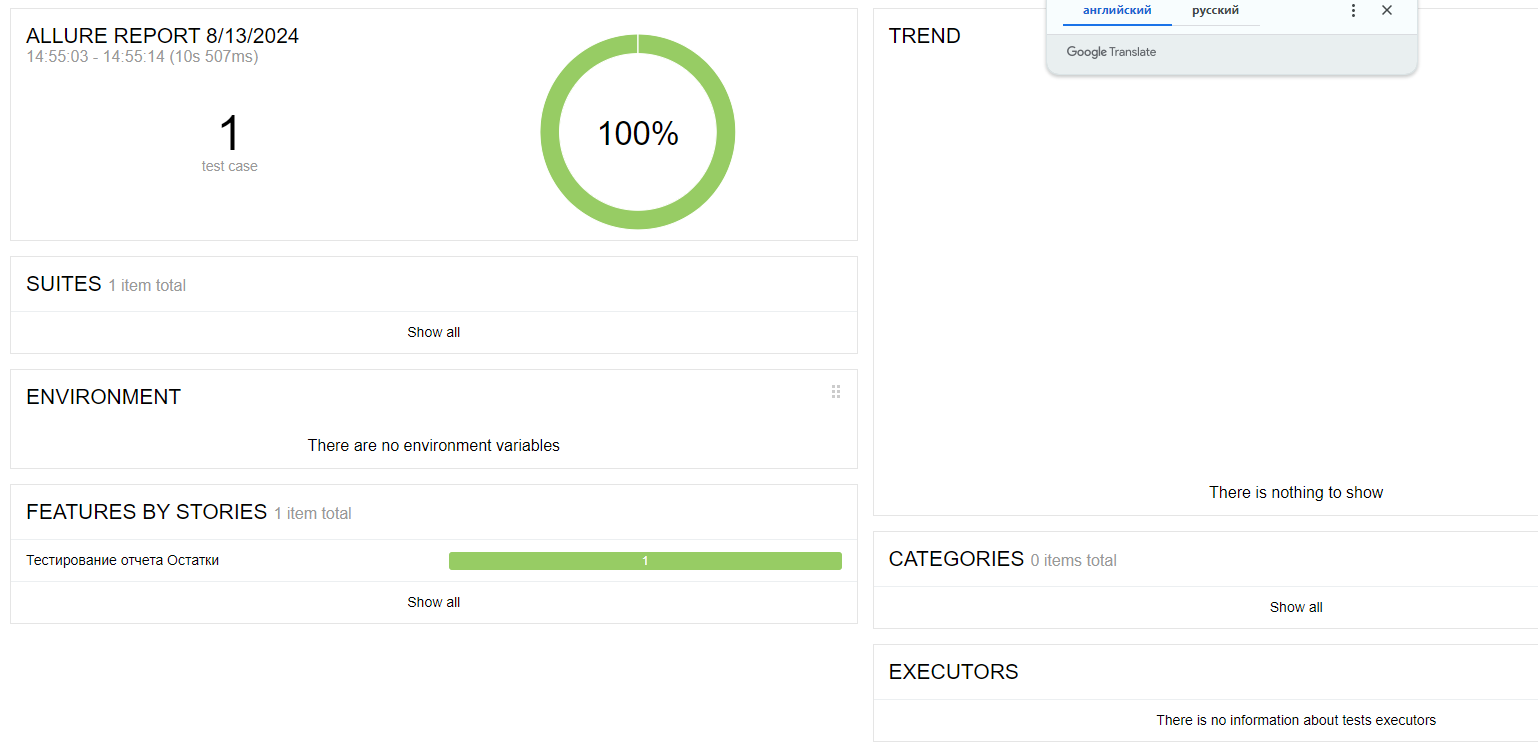 ALLURE REPORT 8/13/2024
14:55:03 - 14:55:14 (10s 507ms)
1
test case
100%
SUITES 1 item total
Show all
ENVIRONMENT
There are no environment variables
FEATURES BY STORIES 1 item total
Тестирование отчета Остатки 1
Show all
TREND
английский русский
Google Translate
There is nothing to show
CATEGORIES 0 items total
Show all
EXECUTORS
There is no information about tests executors